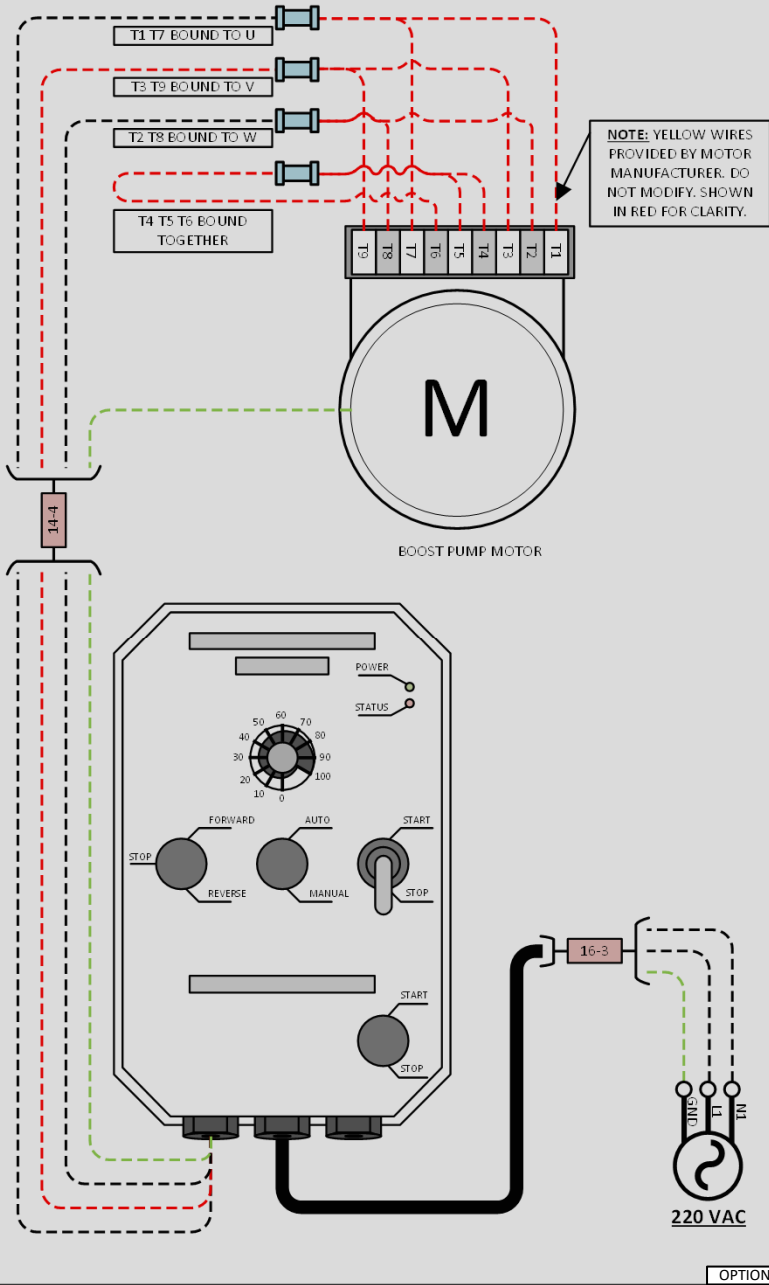 T1 T7 BOUND TO U
T3 T9 BOUND TO V
T2 T8 BOUND TO W
T4 T5 T6 BOUND
TOGETHER
NOTE: YELLOW WIRES
PROVIDED BY MOTOR
MANUFACTURER. DO
NOT MODIFY. SHOWN
IN RED FOR CLARITY.
T9 T8 T7 T6 T5 T4 T3 T2 T1
M
BOOST PUMP MOTOR
14-4
POWER
STATUS
0 10 20 30 40 50 60 70 80 90 100
FORWARD
STOP
REVERSE
AUTO
MANUAL
START
STOP
START
STOP
16-3
GND L1 N1
220 VAC
OPTION